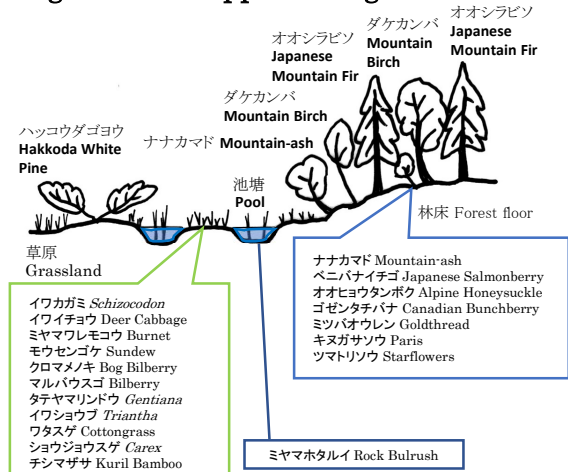 オオシラビソ
Japanese
Mountain Fir
ダケカンバ
Mountain
Birch
オオシラビソ
Japanese
Mountain Fir
ダケカンバ
Mountain Birch
ハッコウダゴヨウ
Hakkoda White
Pine
ナナカマド Mountain-ash
池塘
Pool
林床 Forest floor
草原
Grassland
イワカガミ Schizocodon
イワイチョウ Deer Cabbage
ミヤマワレモコウ Burnet
モウセンゴケ Sundew
クロマメノキ Bog Bilberry
マルバウスゴ Bilberry
タテヤマリンドウ Gentiana
イワショウブ Triantha
ワタスゲ Cottongrass
ショウジョウスゲ Carex
チシマザサ Kuril Bamboo
ナナカマド Mountain-ash
ベニバナイチゴ Japanese Salmonberry
オオヒョウタンボク Alpine Honeysuckle
ゴゼンタチバナ Canadian Bunchberry
ミツバオウレン Goldthread
キヌガサソウ Paris
ツマトリソウ Starflowers
ミヤマホタルイ Rock Bulrush